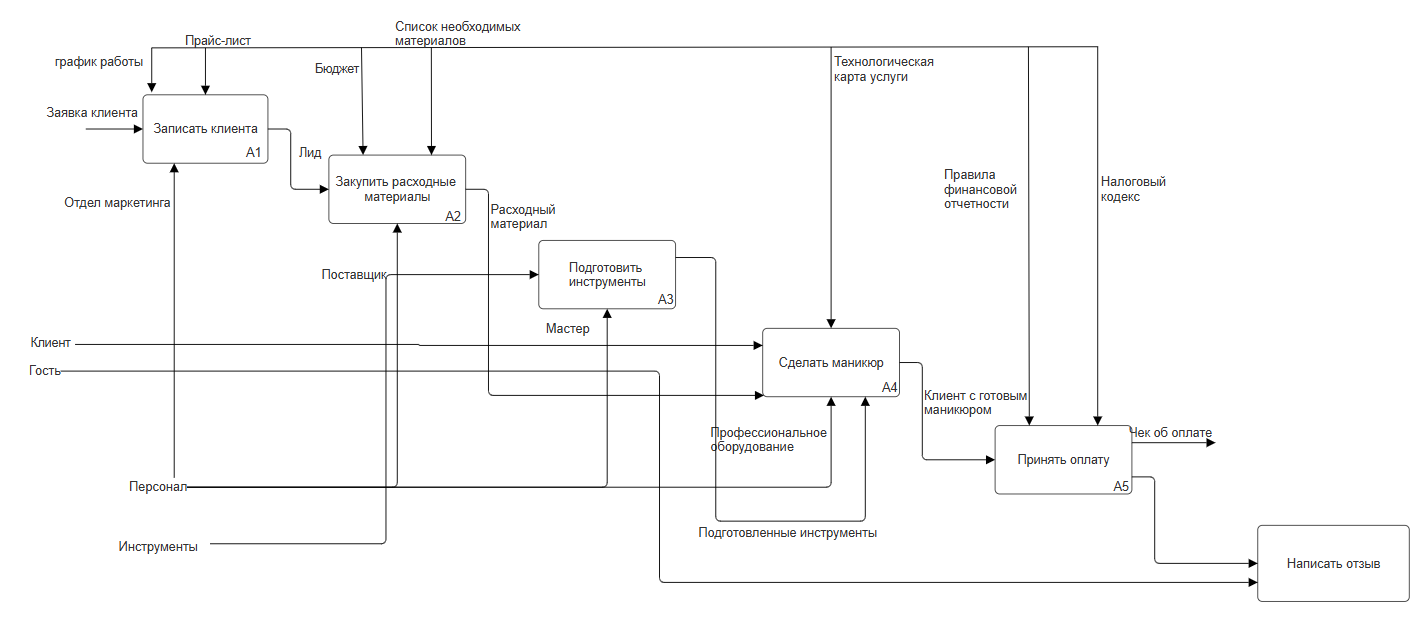 Список необходимых
материалов
Прайс-лист
график работы
Бюджет
Технологическая
карта услуги
Заявка клиента
Записать клиента
A1
Лид
Закупить расходные
материалы
A2
Отдел маркетинга
Расходный
материал
Правила
финансовой
отчетности
Налоговый
кодекс
Поставщик
Подготовить
инструменты
A3
Мастер
Клиент
Гость
Сделать маникюр
A4
Клиент с готовым
маникюром
Профессиональное
оборудование
Чек об оплате
Принять оплату
A5
Персонал
Подготовленные инструменты
Инструменты
Написать отзыв